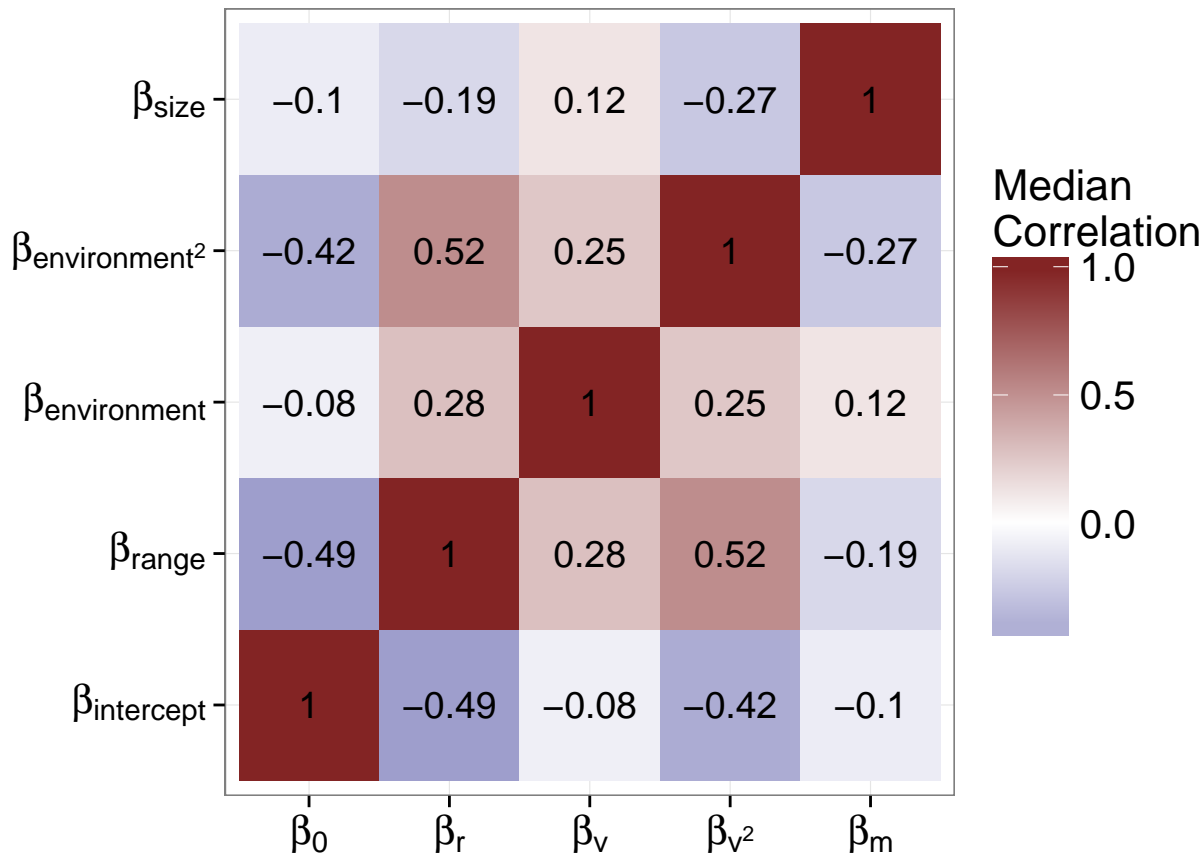 β_size −0.1 −0.19 0.12 −0.27 1
β_environment² −0.42 0.52 0.25 1 −0.27
β_environment −0.08 0.28 1 0.25 0.12
β_range −0.49 1 0.28 0.52 −0.19
β_intercept 1 −0.49 −0.08 −0.42 −0.1
β_0 β_r β_v β_v² β_m
Median
Correlation
1.0
0.5
0.0